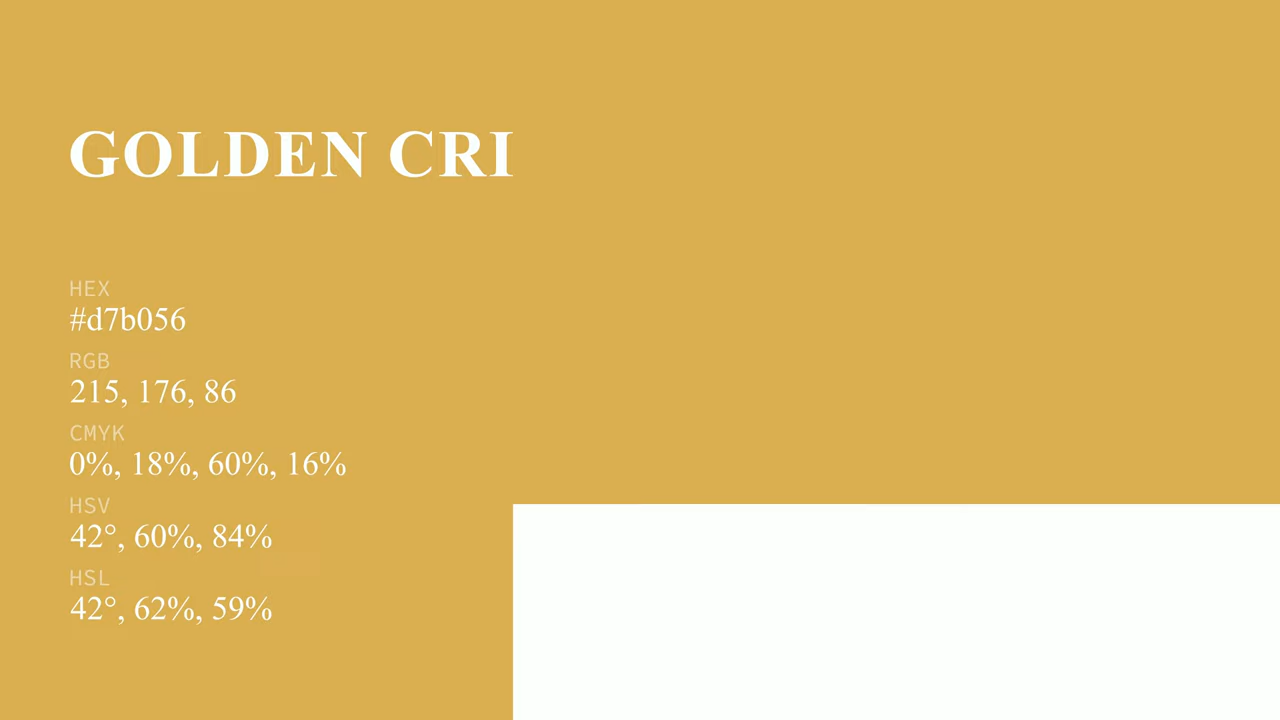 GOLDEN CRI
HEX
#d7b056
RGB
215, 176, 86
CMYK
0%, 18%, 60%, 16%
HSV
42°, 60%, 84%
HSL
42°, 62%, 59%